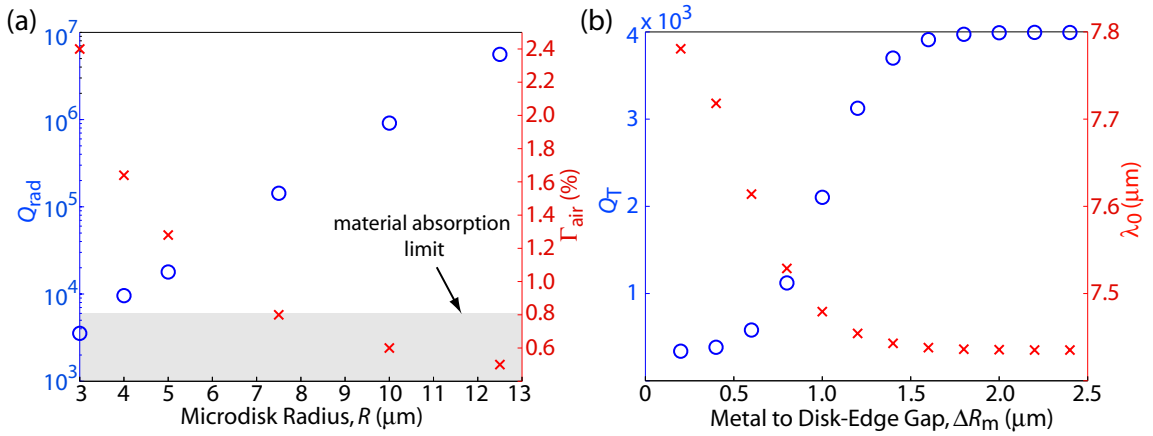 (a)
10^7
10^6
10^5
10^4
10^3
Q_rad
2.4
2.2
2.0
1.8
1.6
1.4
1.2
1.0
0.8
0.6
Γ_air (%)
material absorption
limit
3 4 5 6 7 8 9 10 11 12 13
Microdisk Radius, R (μm)
(b)
4 x 10^3
3
2
1
Q_T
7.8
7.7
7.6
7.5
λ_0 (μm)
0 0.5 1.0 1.5 2.0 2.5
Metal to Disk-Edge Gap, ΔR_m (μm)